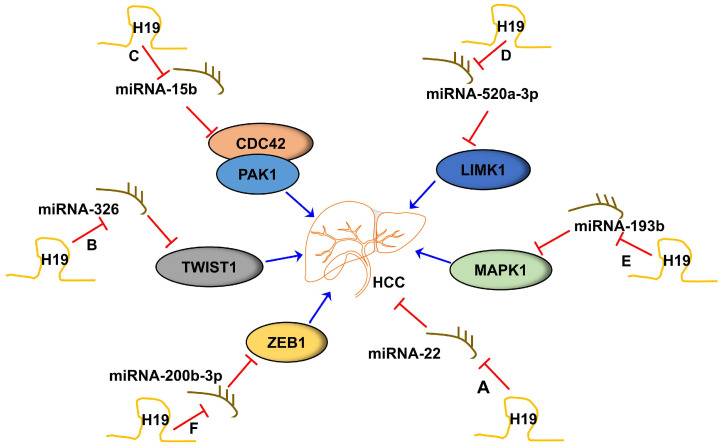 H19
C
miRNA-15b
CDC42
PAK1
H19
D
miRNA-520a-3p
LIMK1
miRNA-326
B
H19
TWIST1
miRNA-193b
E
H19
MAPK1
HCC
ZEB1
miRNA-22
A
H19
miRNA-200b-3p
H19
F